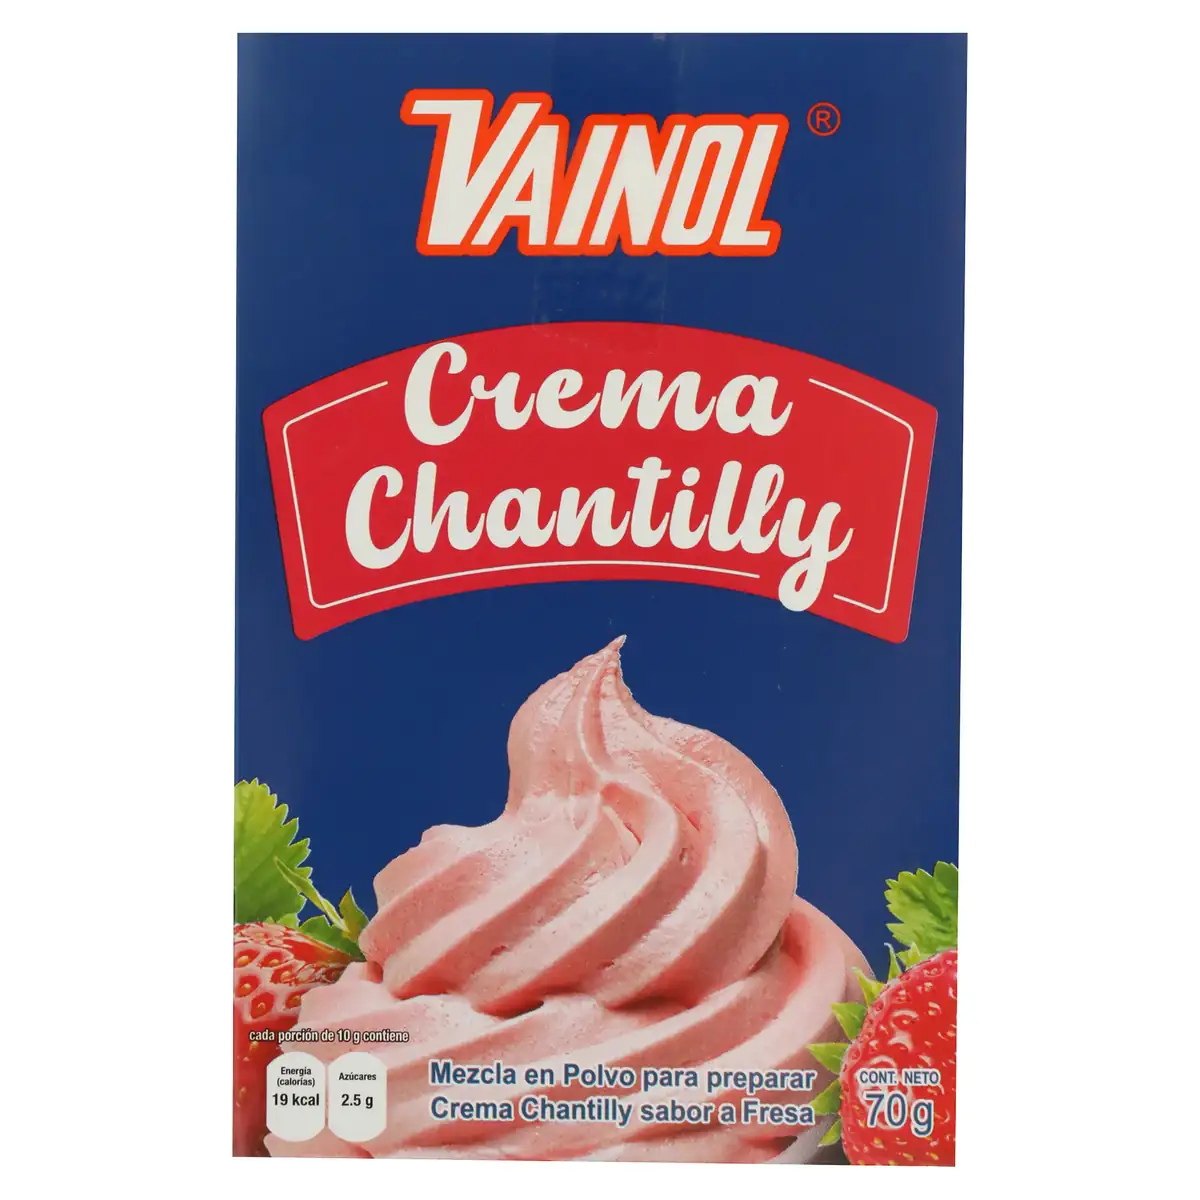 VAINOL ®
Crema
Chantilly
cada porción de 10 g contiene
Energía
(calorías)
19 kcal
Azúcares
2.5 g
Mezcla en Polvo para preparar
Crema Chantilly sabor a Fresa
CONT. NETO
70 g